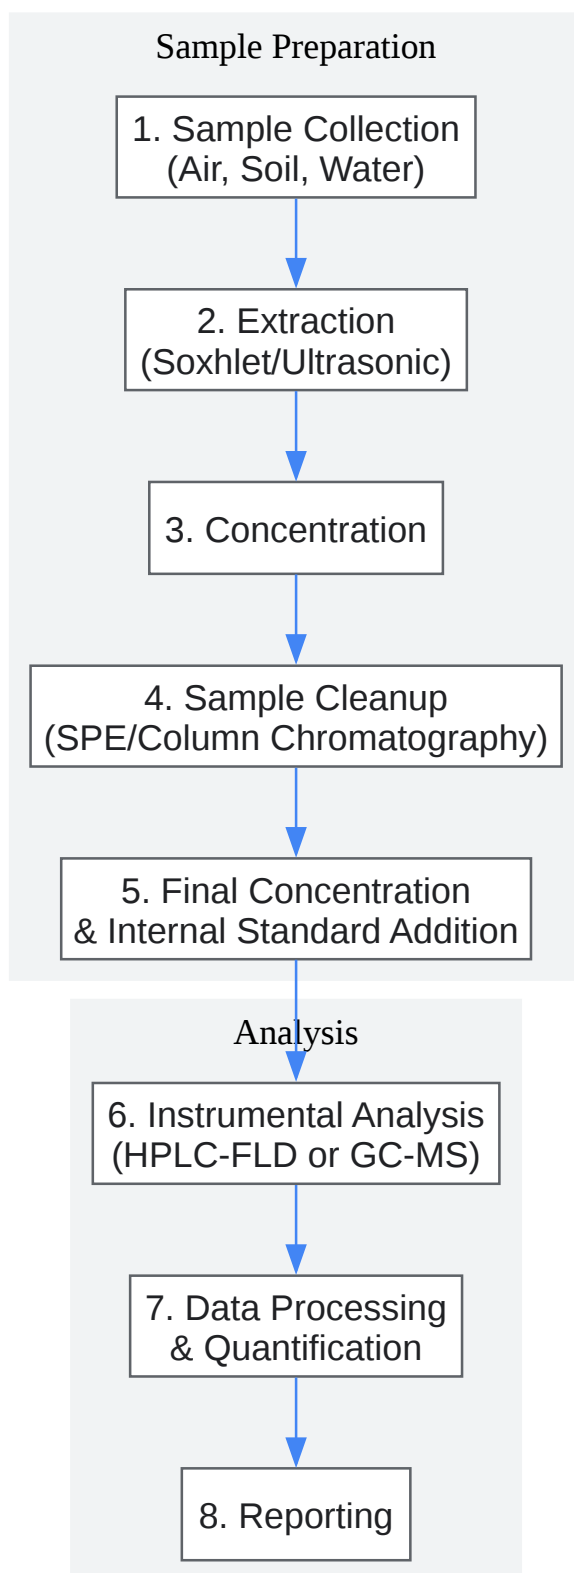 Sample Preparation
1. Sample Collection
(Air, Soil, Water)
2. Extraction
(Soxhlet/Ultrasonic)
3. Concentration
4. Sample Cleanup
(SPE/Column Chromatography)
5. Final Concentration
& Internal Standard Addition
Analysis
6. Instrumental Analysis
(HPLC-FLD or GC-MS)
7. Data Processing
& Quantification
8. Reporting